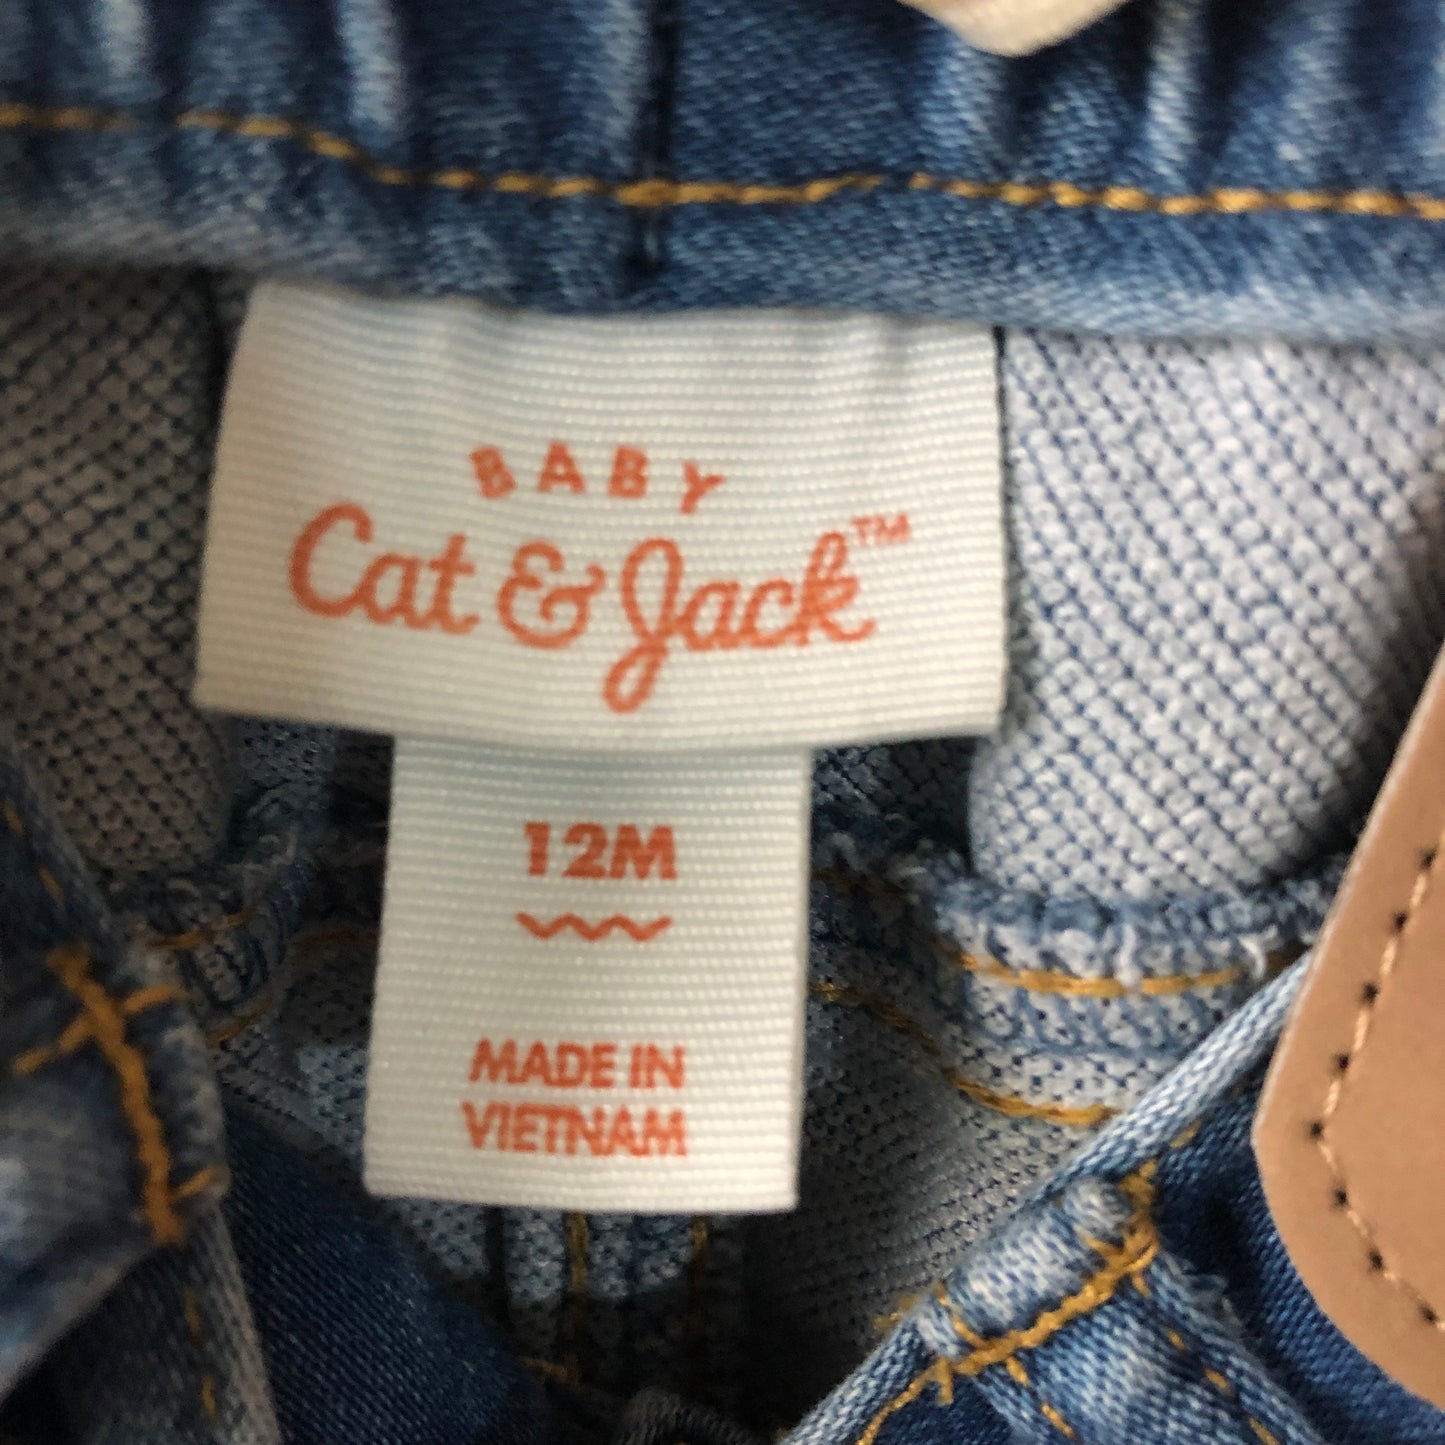 BABY
Cat & Jack™
12M
MADE IN
VIETNAM